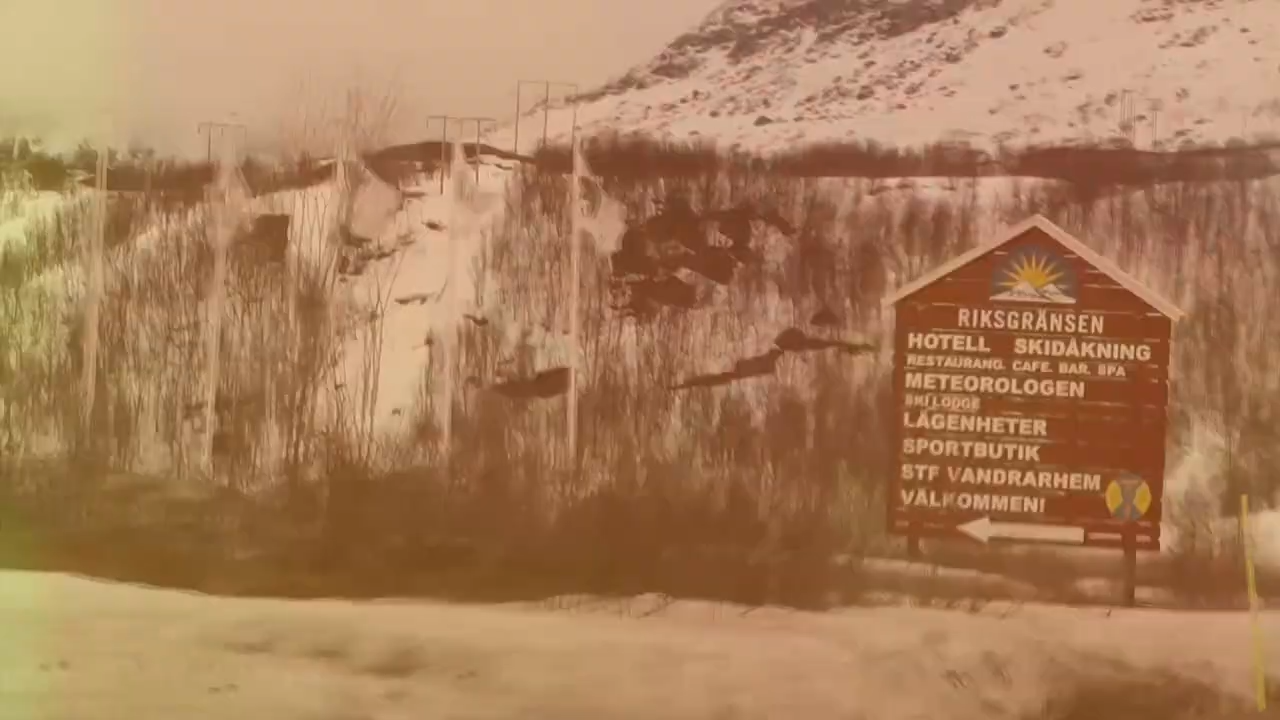 RIKSGRÄNSEN
HOTELL SKIDÅKNING
RESTAURANG. CAFE. BAR. SPA
METEOROLOGEN
SKI LODGE
LÄGENHETER
SPORTBUTIK
STF VANDRARHEM
VÄLKOMMEN!